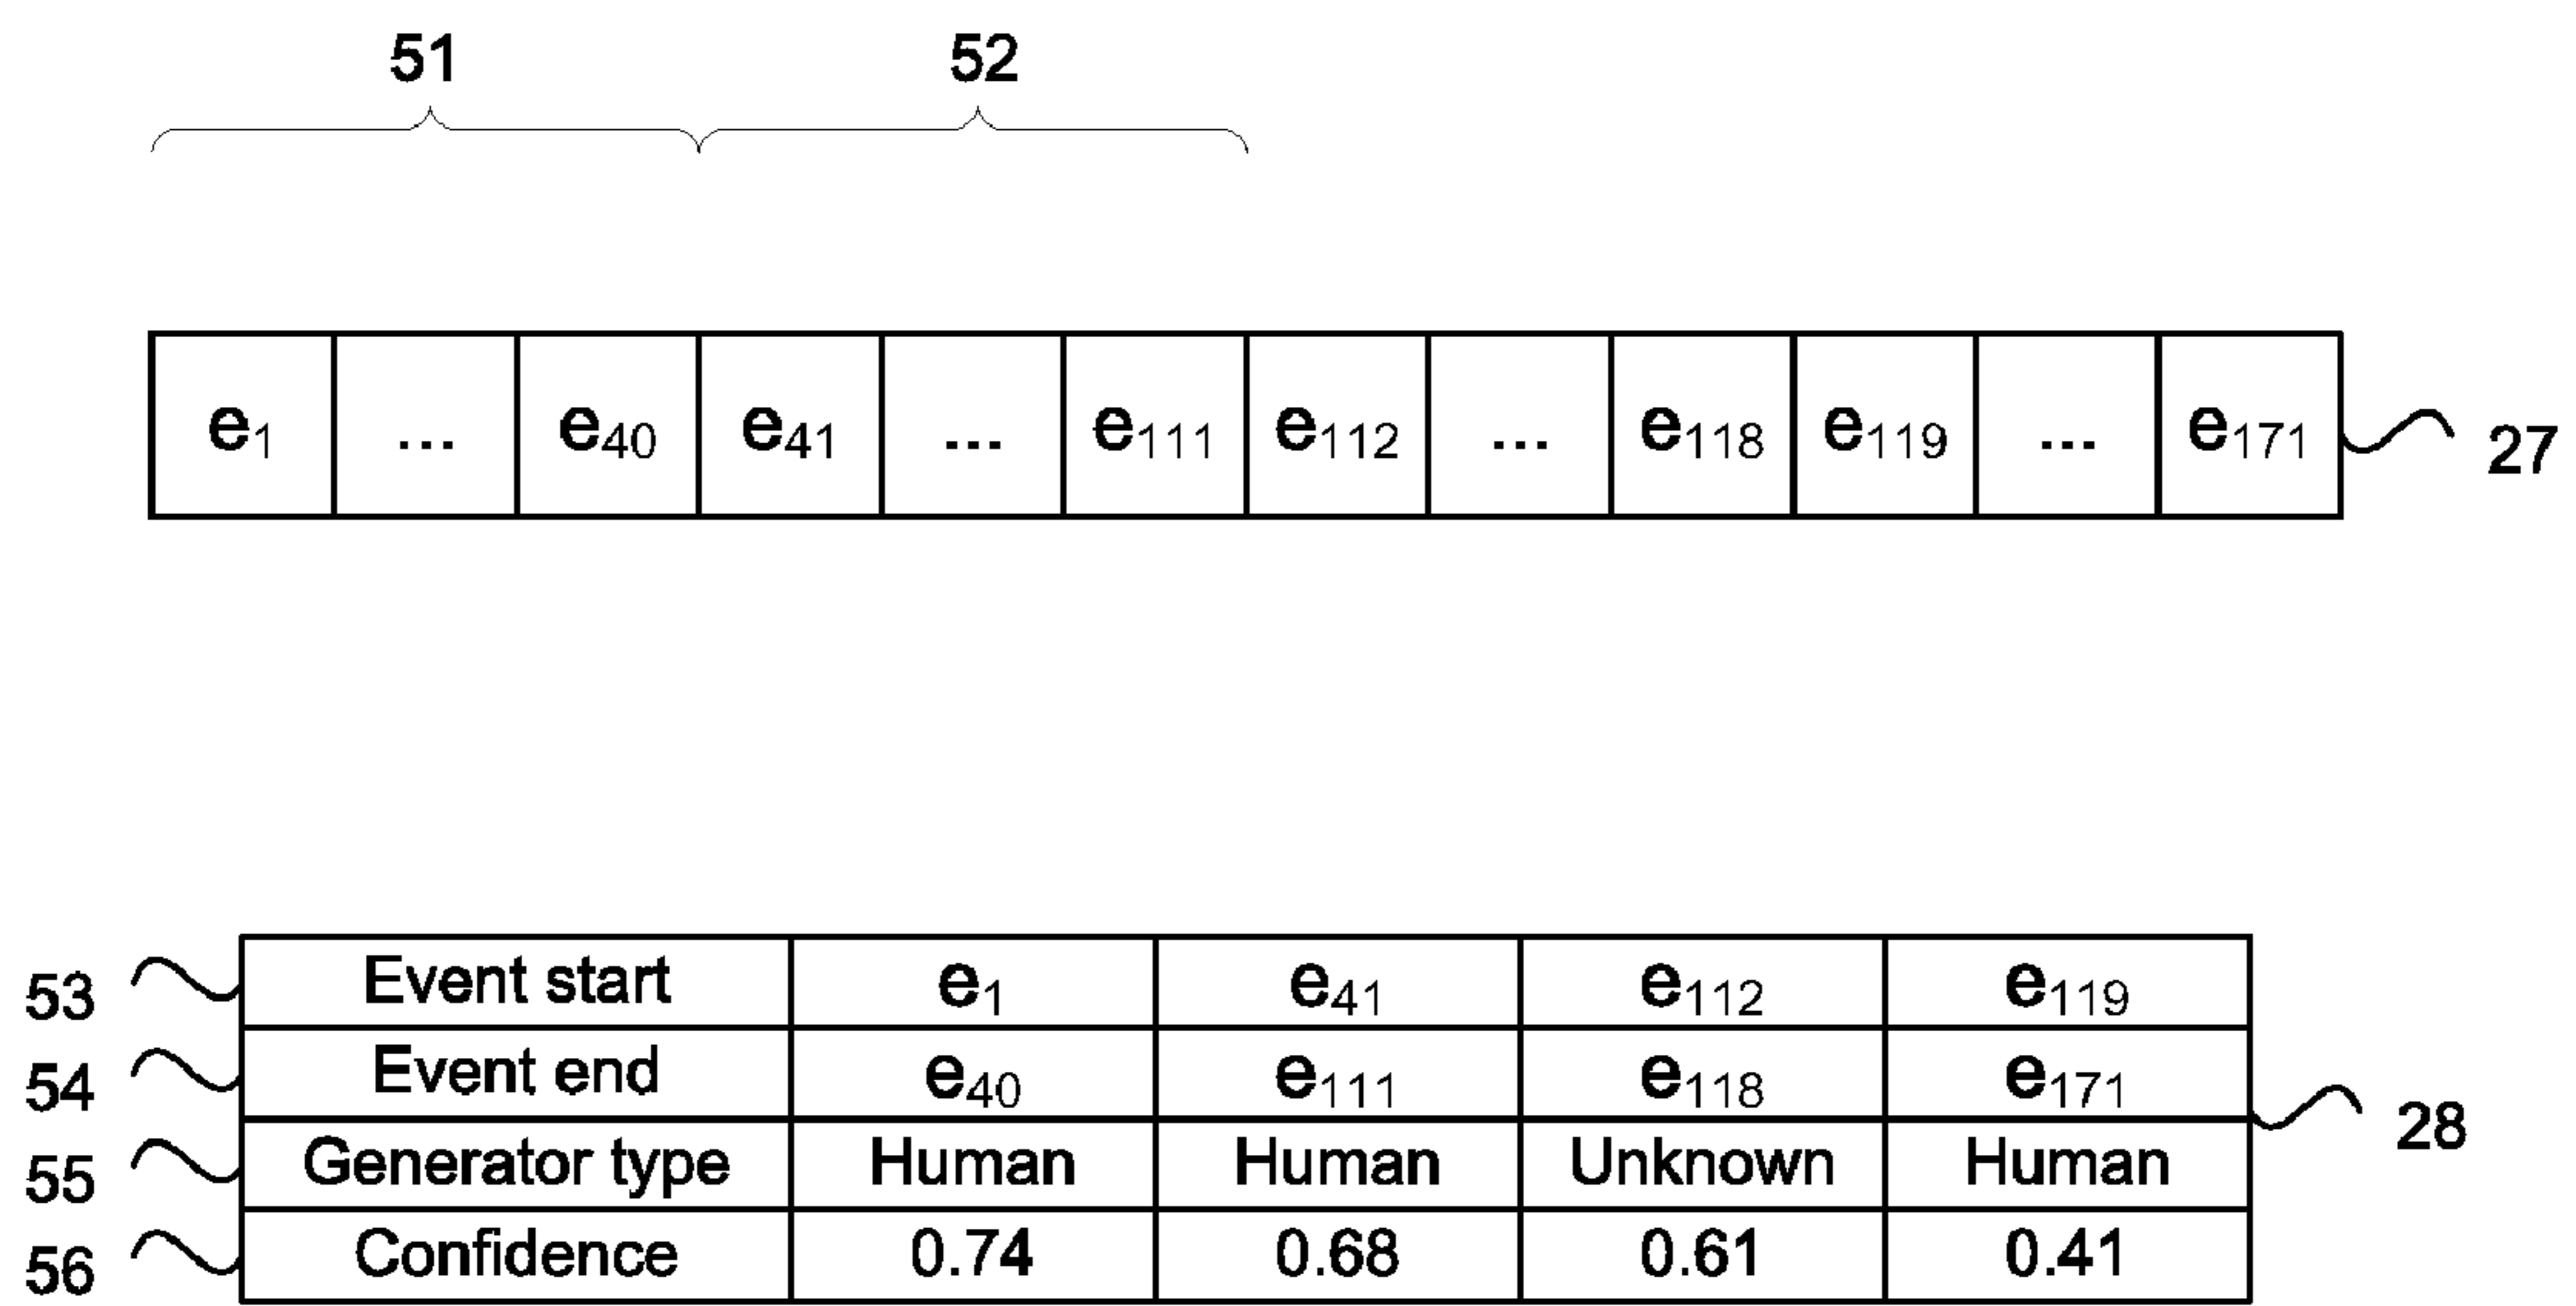 51 52
e1 ... e40 e41 ... e111 e112 ... e118 e119 ... e171 27
53 Event start e1 e41 e112 e119
54 Event end e40 e111 e118 e171
28
55 Generator type Human Human Unknown Human
56 Confidence 0.74 0.68 0.61 0.41